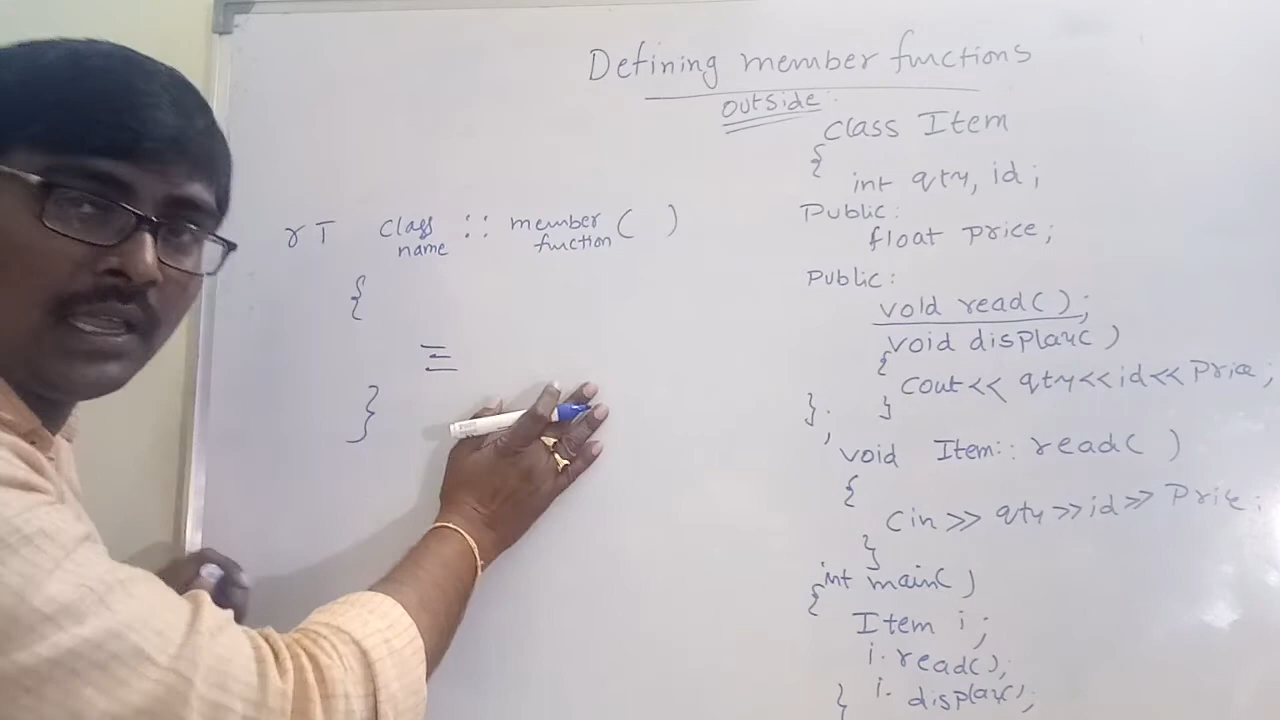 Defining member functions
outside:
rT class name :: member function ( )
{
}
class Item
{
int qty, id;
Public:
float Price;
Public:
void read( );
void display( )
{
Cout<< qty<<id<< Price;
}
};
void Item:: read( )
{
Cin>> qty>>id>> Price;
}
int main( )
{
Item i;
i. read( );
i. display( );
}